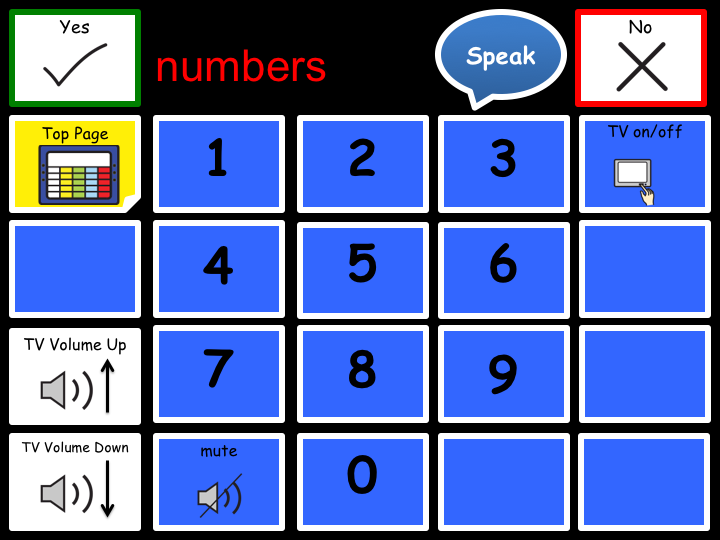 Yes
numbers
Speak
No
Top Page
1
2
3
TV on/off
4
5
6
TV Volume Up
7
8
9
TV Volume Down
mute
0